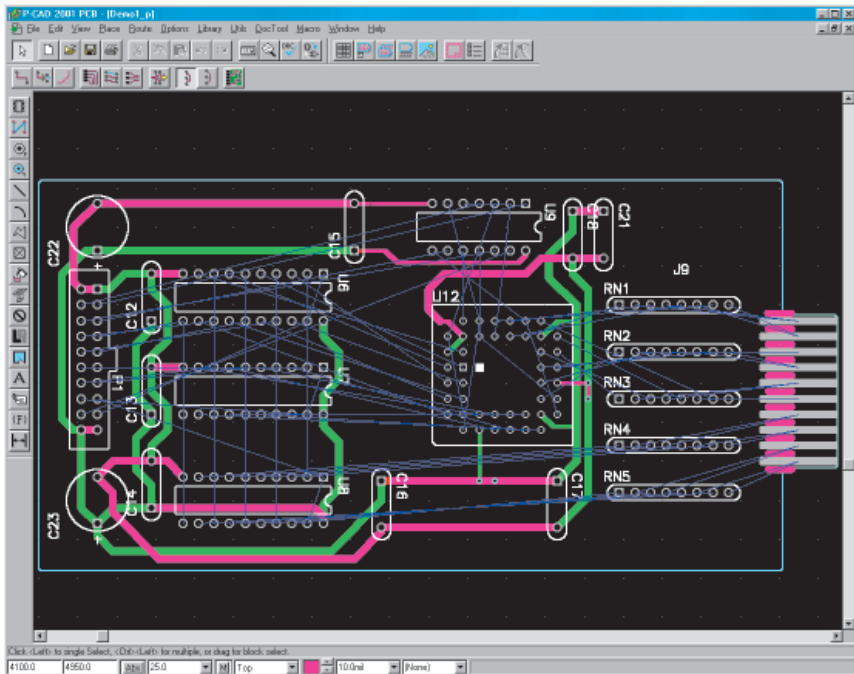 P-CAD 2001 PCB - [Demo1_p]
File Edit View Place Route Options Library Utils DocTool Macro Window Help
DRC
C22
C15
U9
C18
C21
J9
U6
C12
U12
RN1
RN2
P1
U7
C13
RN3
RN4
C14
U8
C16
C17
RN5
C23
A
{F}
Click <Left> to single Select, <Ctrl><Left> for multiple, or drag for block select.
4100.0 4950.0 Abs 25.0 M Top 10.0mil (None)